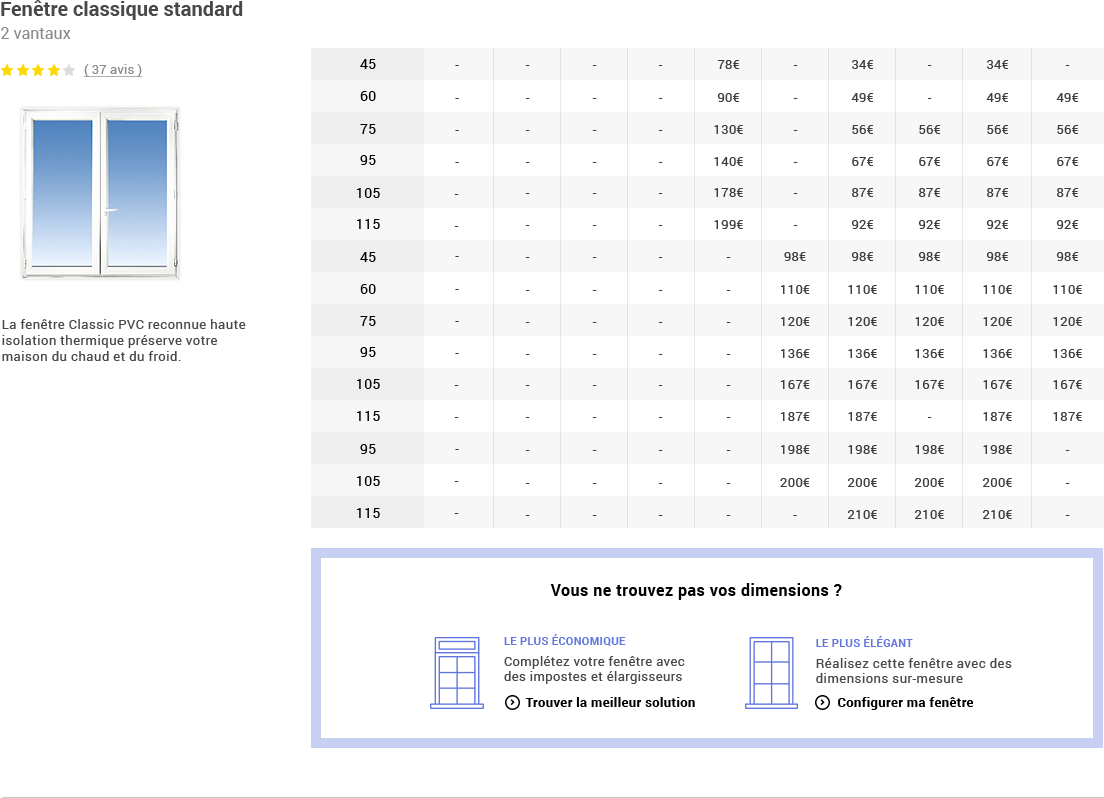 Fenêtre classique standard
2 vantaux
( 37 avis )
La fenêtre Classic PVC reconnue haute
isolation thermique préserve votre
maison du chaud et du froid.
45 - - - - 78€ - 34€ - 34€ -
60 - - - - 90€ - 49€ - 49€ 49€
75 - - - - 130€ - 56€ 56€ 56€ 56€
95 - - - - 140€ - 67€ 67€ 67€ 67€
105 - - - - 178€ - 87€ 87€ 87€ 87€
115 - - - - 199€ - 92€ 92€ 92€ 92€
45 - - - - - 98€ 98€ 98€ 98€ 98€
60 - - - - - 110€ 110€ 110€ 110€ 110€
75 - - - - - 120€ 120€ 120€ 120€ 120€
95 - - - - - 136€ 136€ 136€ 136€ 136€
105 - - - - - 167€ 167€ 167€ 167€ 167€
115 - - - - - 187€ 187€ - 187€ 187€
95 - - - - - 198€ 198€ 198€ 198€ -
105 - - - - - 200€ 200€ 200€ 200€ -
115 - - - - - - 210€ 210€ 210€ -
Vous ne trouvez pas vos dimensions ?
LE PLUS ÉCONOMIQUE
Complétez votre fenêtre avec
des impostes et élargisseurs
Trouver la meilleur solution
LE PLUS ÉLÉGANT
Réalisez cette fenêtre avec des
dimensions sur-mesure
Configurer ma fenêtre